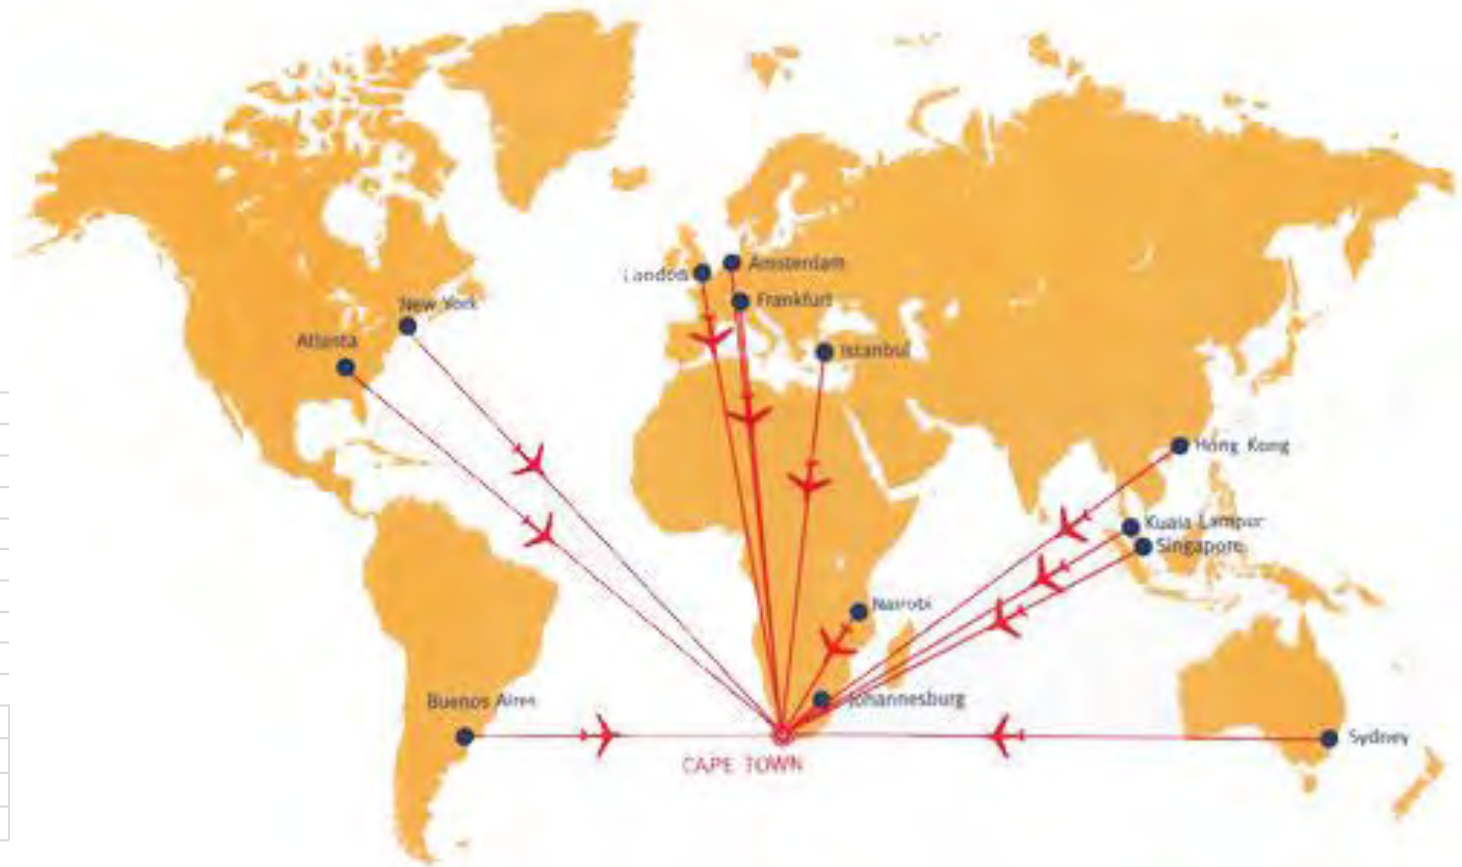 London
Amsterdam
New York
Frankfurt
Atlanta
Istanbul
Hong Kong
Kuala Lampur
Singapore
Nairobi
Buenos Aires
Johannesburg
Sydney
CAPE TOWN